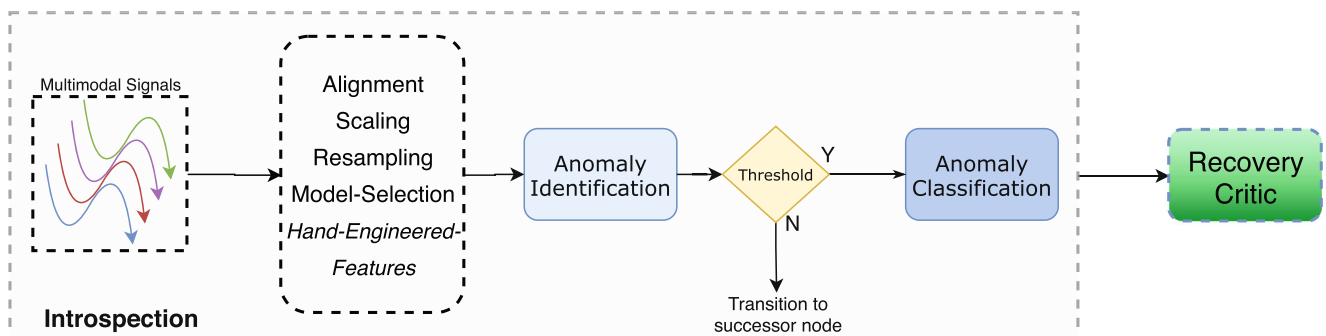 Multimodal Signals
Alignment
Scaling
Resampling
Model-Selection
Hand-Engineered-
Features
Anomaly
Identification
Threshold
Y
N
Transition to
successor node
Anomaly
Classification
Recovery
Critic
Introspection